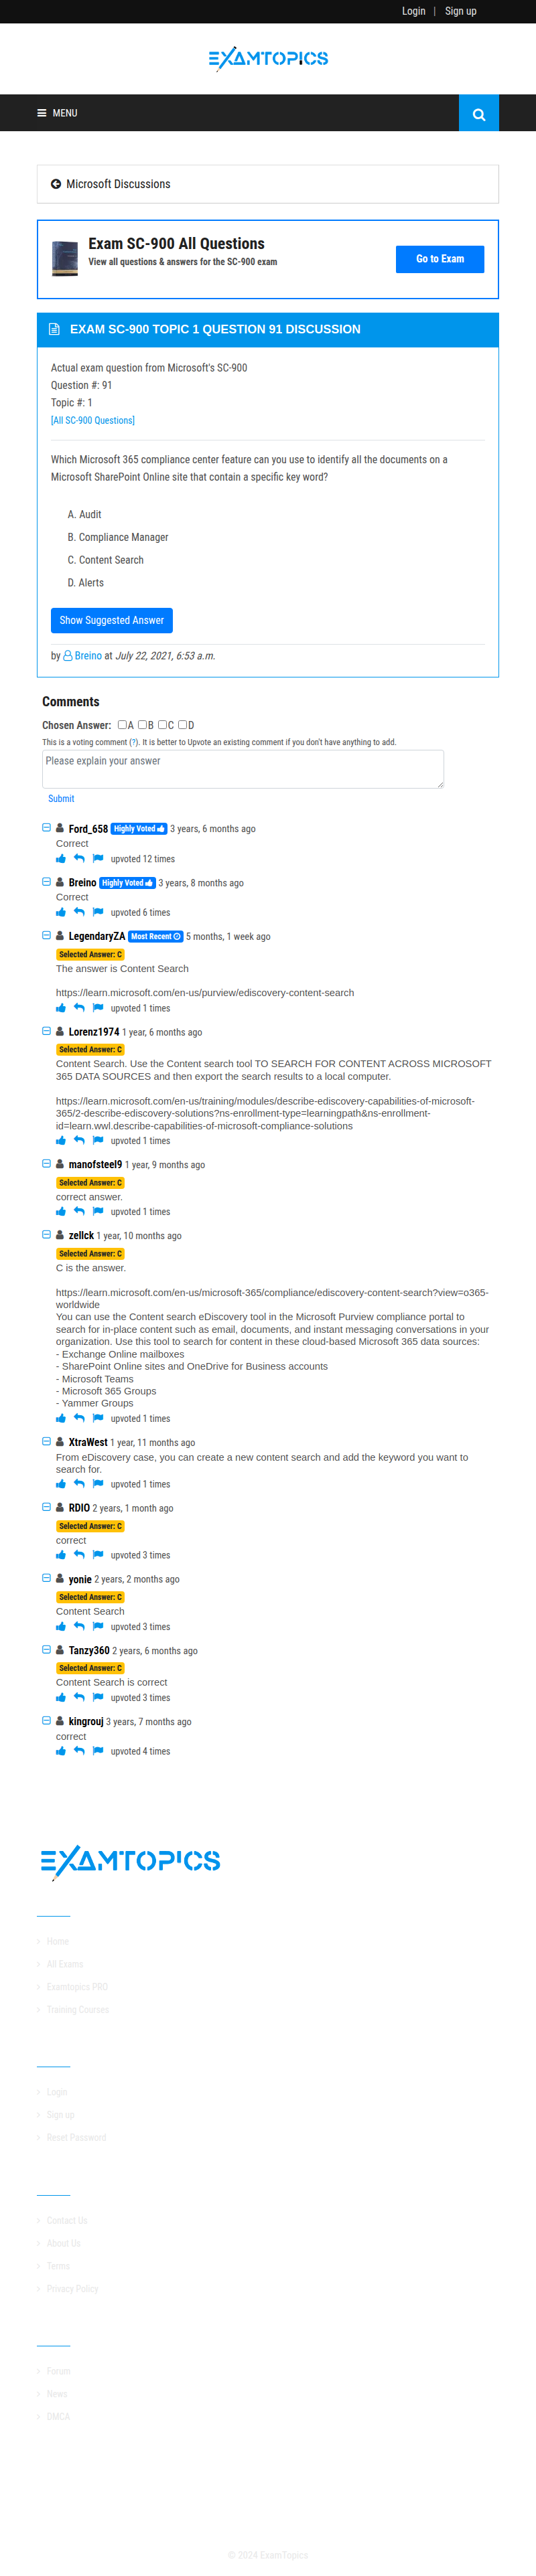 Login | Sign up
EXAMTOPICS
MENU
Microsoft Discussions
Exam SC-900 All Questions
View all questions & answers for the SC-900 exam
Go to Exam
EXAM SC-900 TOPIC 1 QUESTION 91 DISCUSSION
Actual exam question from Microsoft's SC-900
Question #: 91
Topic #: 1
[All SC-900 Questions]
Which Microsoft 365 compliance center feature can you use to identify all the documents on a
Microsoft SharePoint Online site that contain a specific key word?
A. Audit
B. Compliance Manager
C. Content Search
D. Alerts
Show Suggested Answer
by Breino at July 22, 2021, 6:53 a.m.
Comments
Chosen Answer: A B C D
This is a voting comment (?). It is better to Upvote an existing comment if you don't have anything to add.
Please explain your answer
Submit
Ford_658 Highly Voted 3 years, 6 months ago
Correct
upvoted 12 times
Breino Highly Voted 3 years, 8 months ago
Correct
upvoted 6 times
LegendaryZA Most Recent 5 months, 1 week ago
Selected Answer: C
The answer is Content Search
https://learn.microsoft.com/en-us/purview/ediscovery-content-search
upvoted 1 times
Lorenz1974 1 year, 6 months ago
Selected Answer: C
Content Search. Use the Content search tool TO SEARCH FOR CONTENT ACROSS MICROSOFT
365 DATA SOURCES and then export the search results to a local computer.
https://learn.microsoft.com/en-us/training/modules/describe-ediscovery-capabilities-of-microsoft-
365/2-describe-ediscovery-solutions?ns-enrollment-type=learningpath&ns-enrollment-
id=learn.wwl.describe-capabilities-of-microsoft-compliance-solutions
upvoted 1 times
manofsteel9 1 year, 9 months ago
Selected Answer: C
correct answer.
upvoted 1 times
zellck 1 year, 10 months ago
Selected Answer: C
C is the answer.
https://learn.microsoft.com/en-us/microsoft-365/compliance/ediscovery-content-search?view=o365-
worldwide
You can use the Content search eDiscovery tool in the Microsoft Purview compliance portal to
search for in-place content such as email, documents, and instant messaging conversations in your
organization. Use this tool to search for content in these cloud-based Microsoft 365 data sources:
- Exchange Online mailboxes
- SharePoint Online sites and OneDrive for Business accounts
- Microsoft Teams
- Microsoft 365 Groups
- Yammer Groups
upvoted 1 times
XtraWest 1 year, 11 months ago
From eDiscovery case, you can create a new content search and add the keyword you want to
search for.
upvoted 1 times
RDIO 2 years, 1 month ago
Selected Answer: C
correct
upvoted 3 times
yonie 2 years, 2 months ago
Selected Answer: C
Content Search
upvoted 3 times
Tanzy360 2 years, 6 months ago
Selected Answer: C
Content Search is correct
upvoted 3 times
kingrouj 3 years, 7 months ago
correct
upvoted 4 times
EXAMTOPICS
Home
All Exams
Examtopics PRO
Training Courses
Login
Sign up
Reset Password
Contact Us
About Us
Terms
Privacy Policy
Forum
News
DMCA
© 2024 ExamTopics